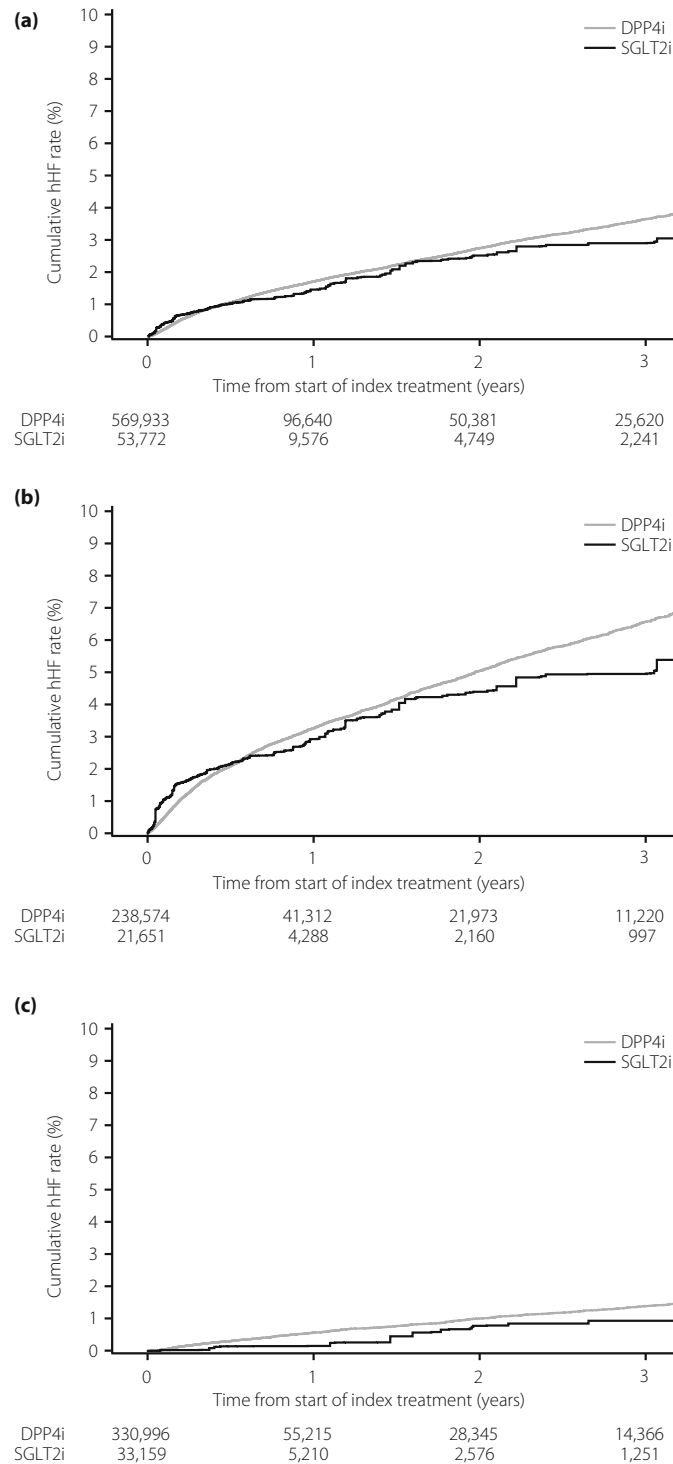 (a)
10
9
8
7
6
5
4
3
2
1
0
Cumulative hHF rate (%)
DPP4i
SGLT2i
0 1 2 3
Time from start of index treatment (years)
DPP4i 569,933 96,640 50,381 25,620
SGLT2i 53,772 9,576 4,749 2,241
(b)
10
9
8
7
6
5
4
3
2
1
0
Cumulative hHF rate (%)
DPP4i
SGLT2i
0 1 2 3
Time from start of index treatment (years)
DPP4i 238,574 41,312 21,973 11,220
SGLT2i 21,651 4,288 2,160 997
(c)
10
9
8
7
6
5
4
3
2
1
0
Cumulative hHF rate (%)
DPP4i
SGLT2i
0 1 2 3
Time from start of index treatment (years)
DPP4i 330,996 55,215 28,345 14,366
SGLT2i 33,159 5,210 2,576 1,251